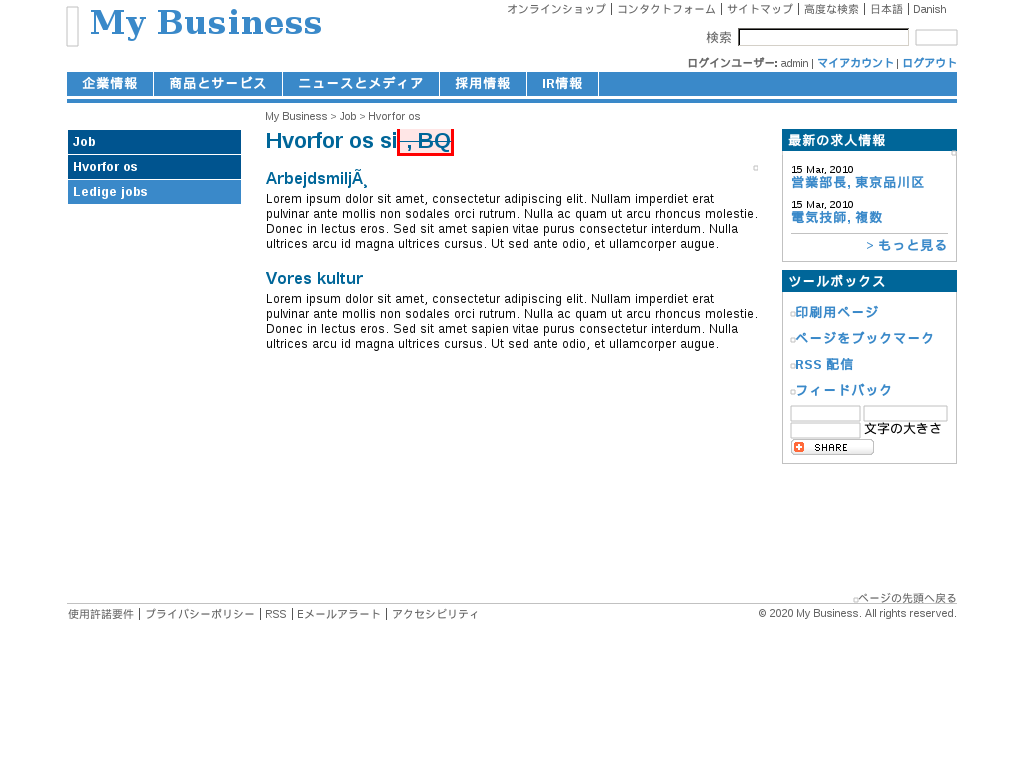 My Business
オンラインショップ | コンタクトフォーム | サイトマップ | 高度な検索 | 日本語 | Danish
検索
ログインユーザー: admin | マイアカウント | ログアウト
企業情報 商品とサービス ニュースとメディア 採用情報 IR情報
My Business > Job > Hvorfor os
Job
Hvorfor os
Ledige jobs
Hvorfor os si , BQ
ArbejdsmiljÃ¸
Lorem ipsum dolor sit amet, consectetur adipiscing elit. Nullam imperdiet erat
pulvinar ante mollis non sodales orci rutrum. Nulla ac quam ut arcu rhoncus molestie.
Donec in lectus eros. Sed sit amet sapien vitae purus consectetur interdum. Nulla
ultrices arcu id magna ultrices cursus. Ut sed ante odio, et ullamcorper augue.
Vores kultur
Lorem ipsum dolor sit amet, consectetur adipiscing elit. Nullam imperdiet erat
pulvinar ante mollis non sodales orci rutrum. Nulla ac quam ut arcu rhoncus molestie.
Donec in lectus eros. Sed sit amet sapien vitae purus consectetur interdum. Nulla
ultrices arcu id magna ultrices cursus. Ut sed ante odio, et ullamcorper augue.
最新の求人情報
15 Mar, 2010
営業部長, 東京品川区
15 Mar, 2010
電気技師, 複数
> もっと見る
ツールボックス
印刷用ページ
ページをブックマーク
RSS 配信
フィードバック
文字の大きさ
SHARE
ページの先頭へ戻る
使用許諾要件 | プライバシーポリシー | RSS | Eメールアラート | アクセシビリティ
© 2020 My Business. All rights reserved.